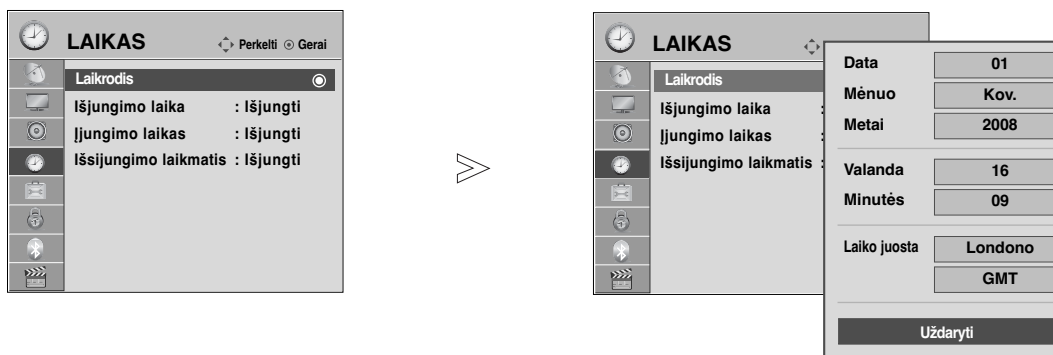 LAIKAS Perkelti Gerai
Laikrodis
Išjungimo laika : Išjungti
Įjungimo laikas : Išjungti
Išsijungimo laikmatis : Išjungti
LAIKAS
Laikrodis
Išjungimo laika :
Įjungimo laikas :
Išsijungimo laikmatis :
Data 01
Mėnuo Kov.
Metai 2008
Valanda 16
Minutės 09
Laiko juosta Londono
GMT
Uždaryti